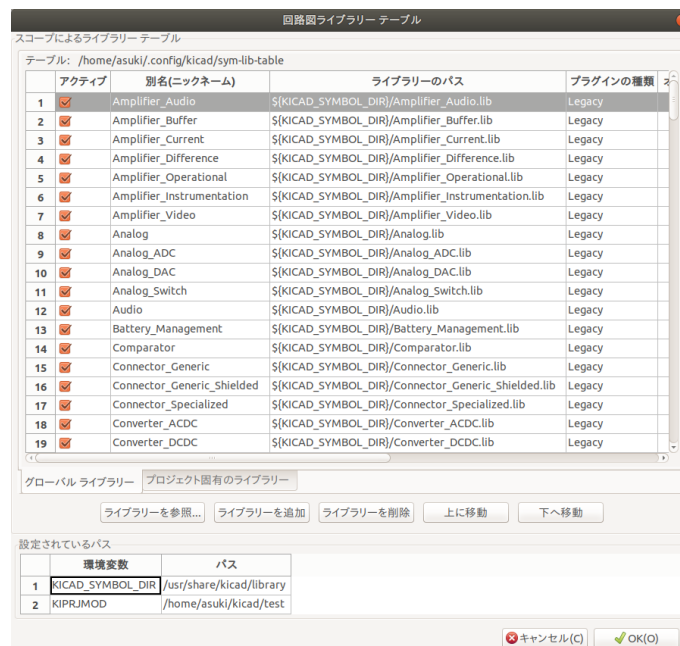 回路図ライブラリー テーブル
スコープによるライブラリー テーブル
テーブル: /home/asuki/.config/kicad/sym-lib-table
アクティブ 別名(ニックネーム) ライブラリーのパス プラグインの種類 オ
1 Amplifier_Audio ${KICAD_SYMBOL_DIR}/Amplifier_Audio.lib Legacy
2 Amplifier_Buffer ${KICAD_SYMBOL_DIR}/Amplifier_Buffer.lib Legacy
3 Amplifier_Current ${KICAD_SYMBOL_DIR}/Amplifier_Current.lib Legacy
4 Amplifier_Difference ${KICAD_SYMBOL_DIR}/Amplifier_Difference.lib Legacy
5 Amplifier_Operational ${KICAD_SYMBOL_DIR}/Amplifier_Operational.lib Legacy
6 Amplifier_Instrumentation ${KICAD_SYMBOL_DIR}/Amplifier_Instrumentation.lib Legacy
7 Amplifier_Video ${KICAD_SYMBOL_DIR}/Amplifier_Video.lib Legacy
8 Analog ${KICAD_SYMBOL_DIR}/Analog.lib Legacy
9 Analog_ADC ${KICAD_SYMBOL_DIR}/Analog_ADC.lib Legacy
10 Analog_DAC ${KICAD_SYMBOL_DIR}/Analog_DAC.lib Legacy
11 Analog_Switch ${KICAD_SYMBOL_DIR}/Analog_Switch.lib Legacy
12 Audio ${KICAD_SYMBOL_DIR}/Audio.lib Legacy
13 Battery_Management ${KICAD_SYMBOL_DIR}/Battery_Management.lib Legacy
14 Comparator ${KICAD_SYMBOL_DIR}/Comparator.lib Legacy
15 Connector_Generic ${KICAD_SYMBOL_DIR}/Connector_Generic.lib Legacy
16 Connector_Generic_Shielded ${KICAD_SYMBOL_DIR}/Connector_Generic_Shielded.lib Legacy
17 Connector_Specialized ${KICAD_SYMBOL_DIR}/Connector_Specialized.lib Legacy
18 Converter_ACDC ${KICAD_SYMBOL_DIR}/Converter_ACDC.lib Legacy
19 Converter_DCDC ${KICAD_SYMBOL_DIR}/Converter_DCDC.lib Legacy
グローバル ライブラリー プロジェクト固有のライブラリー
ライブラリーを参照... ライブラリーを追加 ライブラリーを削除 上に移動 下へ移動
設定されているパス
環境変数 パス
1 KICAD_SYMBOL_DIR /usr/share/kicad/library
2 KIPRJMOD /home/asuki/kicad/test
キャンセル(C) OK(O)